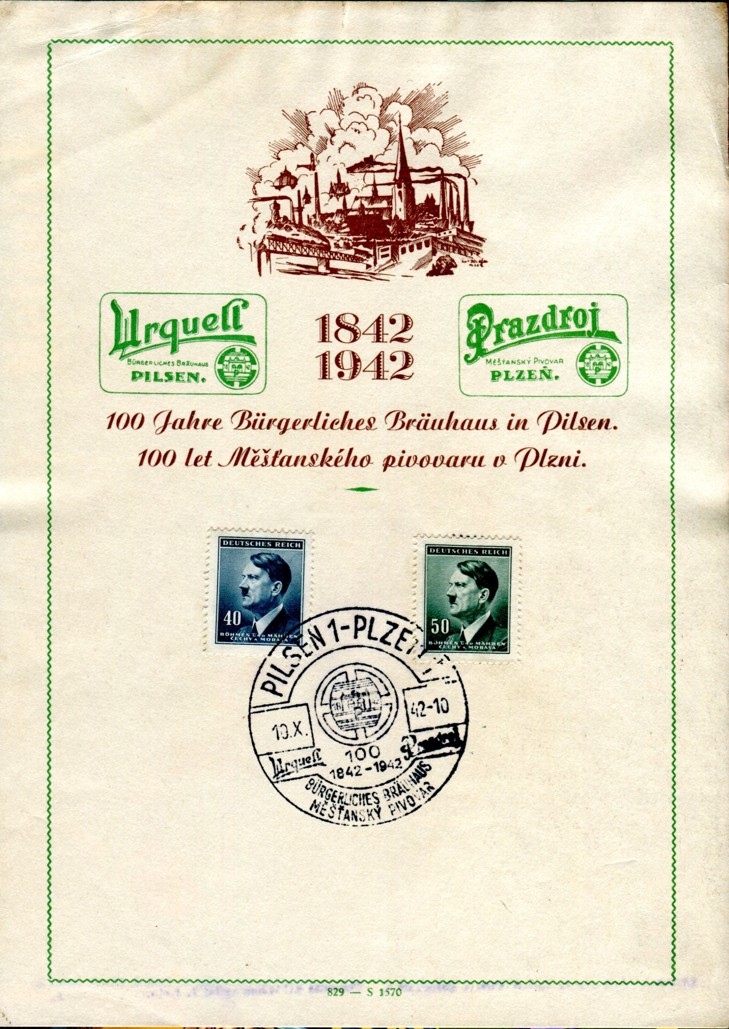 Urquell
BÜRGERLICHES BRÄUHAUS
PILSEN.
1842
1942
Prazdroj
MĚŠŤANSKÝ PIVOVAR
PLZEŇ.
100 Jahre Bürgerliches Bräuhaus in Pilsen.
100 let Měšťanského pivovaru v Plzni.
DEUTSCHES REICH
40
BÖHMEN U. MÄHREN
ČECHY A MORAVA
DEUTSCHES REICH
50
BÖHMEN U. MÄHREN
ČECHY A MORAVA
PILSEN 1-PLZEŇ 1
10.X.
42-10
Urquell
Prazdroj
100
1842-1942
BÜRGERLICHES BRÄUHAUS
MĚŠŤANSKÝ PIVOVAR
829 — S 1570